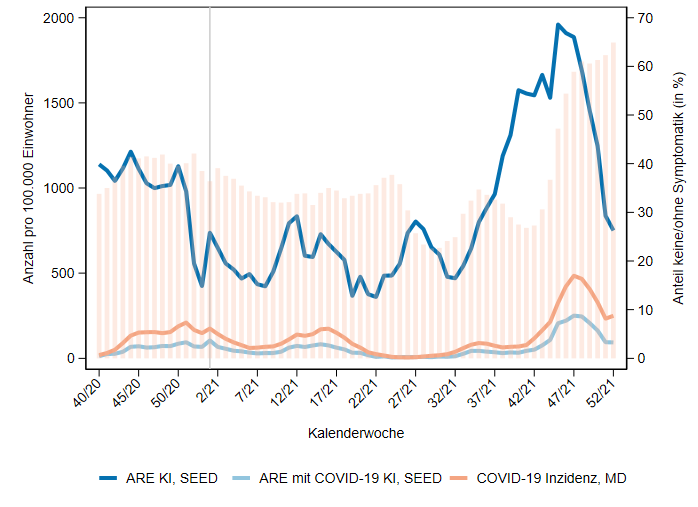 2000
1500
1000
500
0
Anzahl pro 100.000 Einwohner
70
60
50
40
30
20
10
0
Anteil keine/ohne Symptomatik (in %)
40/20 45/20 50/20 2/21 7/21 12/21 17/21 22/21 27/21 32/21 37/21 42/21 47/21 52/21
Kalenderwoche
ARE KI, SEED ARE mit COVID-19 KI, SEED COVID-19 Inzidenz, MD